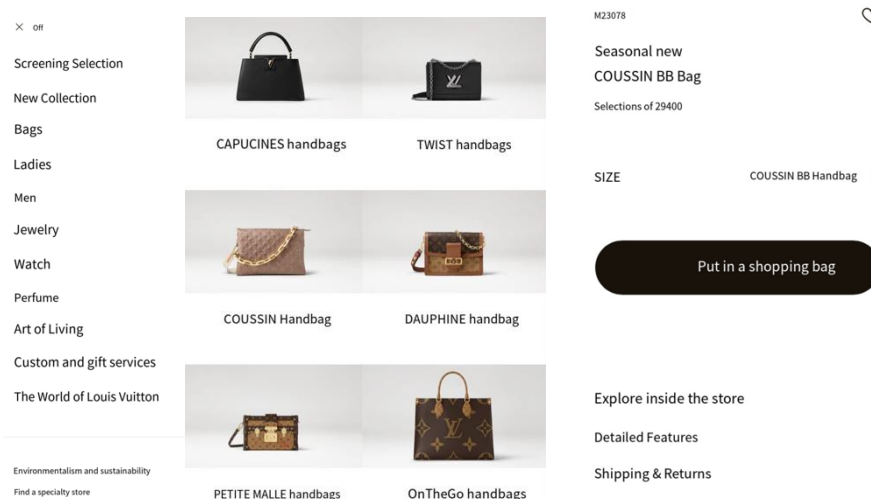 × Off
Screening Selection
New Collection
Bags
Ladies
Men
Jewelry
Watch
Perfume
Art of Living
Custom and gift services
The World of Louis Vuitton
Environmentalism and sustainability
Find a specialty store
CAPUCINES handbags
TWIST handbags
COUSSIN Handbag
DAUPHINE handbag
PETITE MALLE handbags
OnTheGo handbags
M23078
Seasonal new
COUSSIN BB Bag
Selections of 29400
SIZE
COUSSIN BB Handbag
Put in a shopping bag
Explore inside the store
Detailed Features
Shipping & Returns